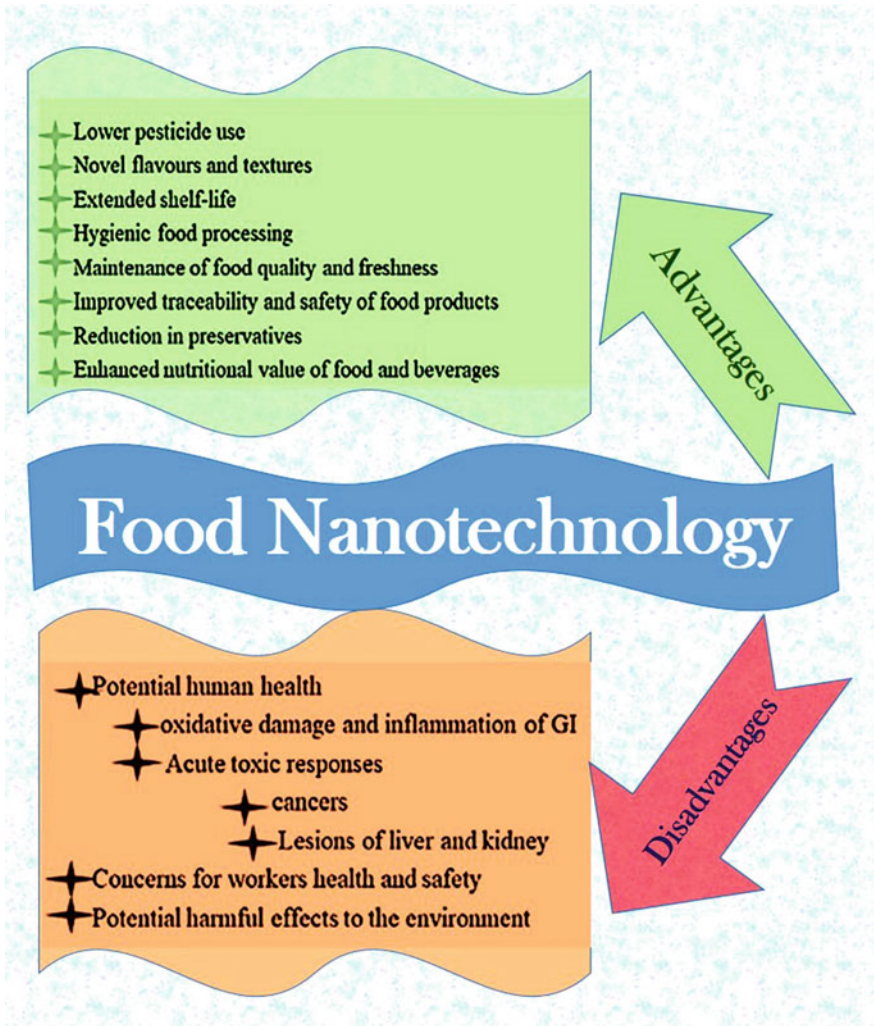 Lower pesticide use
Novel flavours and textures
Extended shelf-life
Hygienic food processing
Maintenance of food quality and freshness
Improved traceability and safety of food products
Reduction in preservatives
Enhanced nutritional value of food and beverages
Advantages
Food Nanotechnology
Potential human health
oxidative damage and inflammation of GI
Acute toxic responses
cancers
Lesions of liver and kidney
Concerns for workers health and safety
Potential harmful effects to the environment
Disadvantages